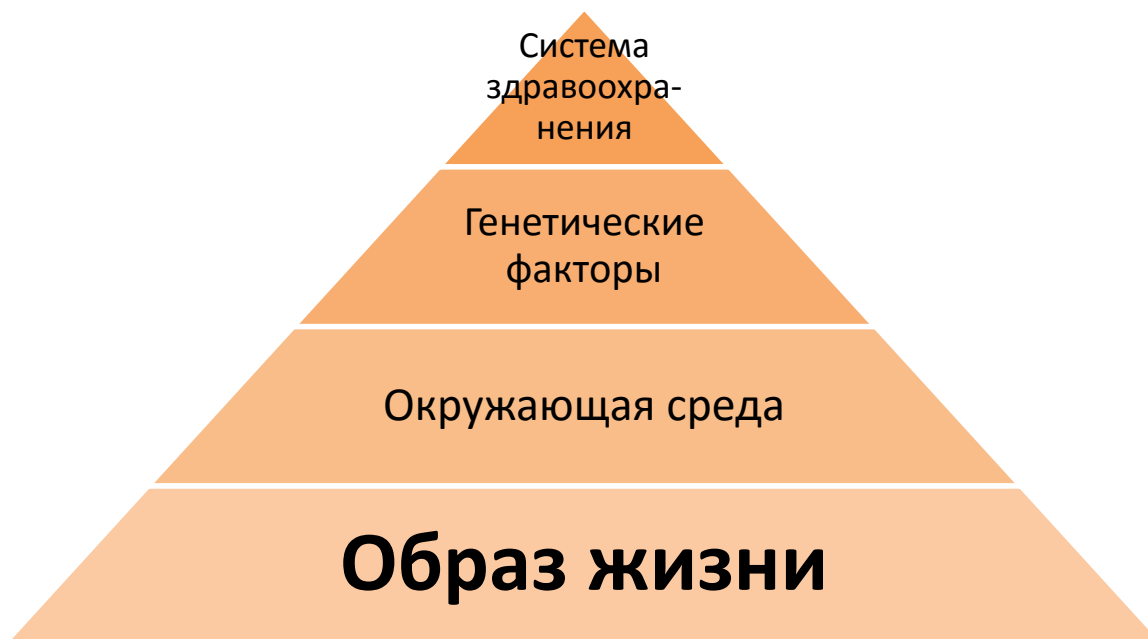 Система
здравоохра-
нения
Генетические
факторы
Окружающая среда
Образ жизни